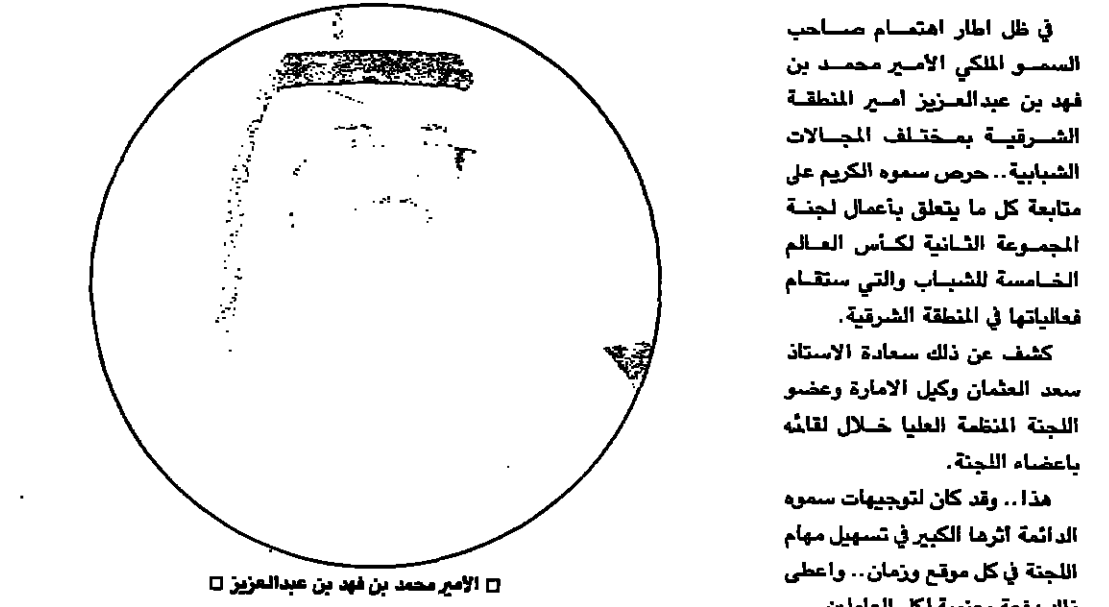 في ظل اطار اهتمام صاحب
السمو الملكي الأمير محمد بن
فهد بن عبدالعزيز أمير المنطقة
الشرقية بمختلف المجالات
الشبابية.. حرص سموه الكريم على
متابعة كل ما يتعلق بأعمال لجنة
المجموعة الثانية لكأس العالم
الخامسة للشباب والتي ستقام
فعالياتها في المنطقة الشرقية.
كشف عن ذلك سعادة الاستاذ
سعد العثمان وكيل الامارة وعضو
اللجنة المنظمة العليا خلال لقائه
باعضاء اللجنة.
هذا.. وقد كان لتوجيهات سموه
الدائمة أثرها الكبير في تسهيل مهام
اللجنة في كل موقع وزمان.. واعطى
□ الأمير محمد بن فهد بن عبدالعزيز □